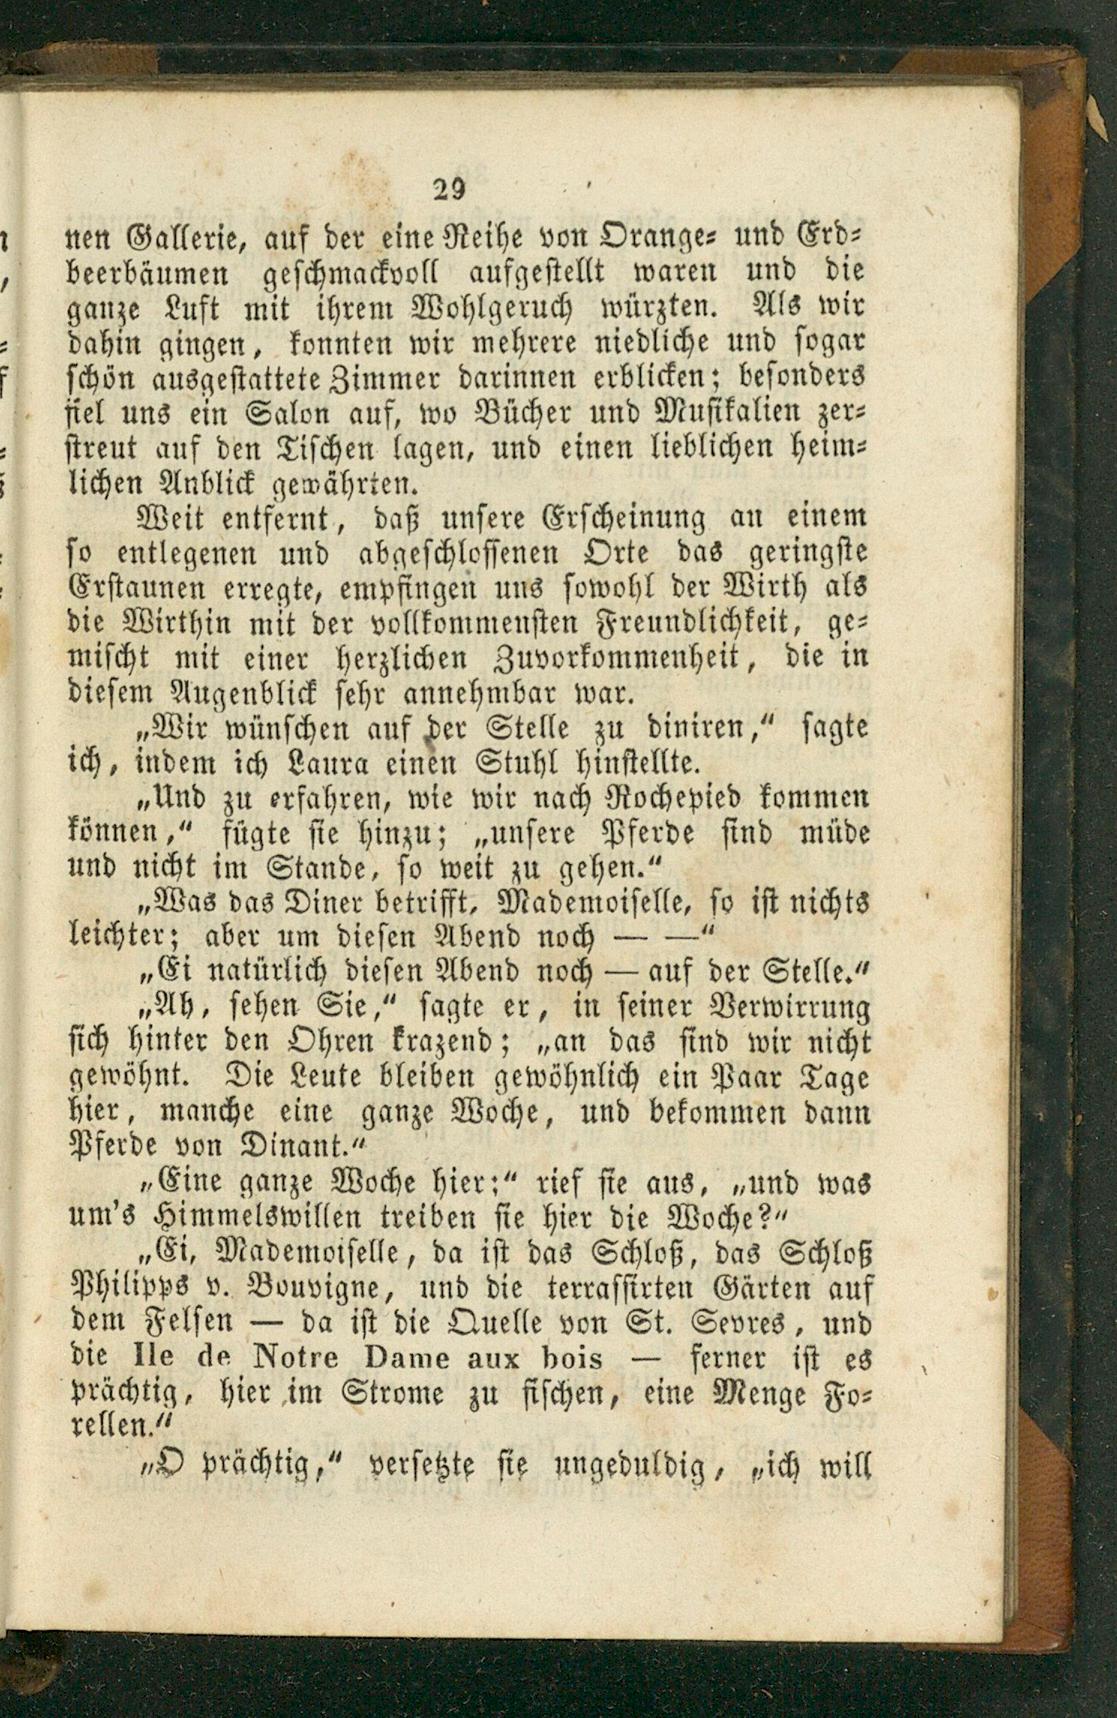 29
nen Gallerie, auf der eine Reihe von Orange- und Erd-
beerbäumen geschmackvoll aufgestellt waren und die
ganze Luft mit ihrem Wohlgeruch würzten. Als wir
dahin gingen, konnten wir mehrere niedliche und sogar
schön ausgestattete Zimmer darinnen erblicken; besonders
fiel uns ein Salon auf, wo Bücher und Musikalien zer-
streut auf den Tischen lagen, und einen lieblichen heim-
lichen Anblick gewährten.
Weit entfernt, daß unsere Erscheinung an einem
so entlegenen und abgeschlossenen Orte das geringste
Erstaunen erregte, empfingen uns sowohl der Wirth als
die Wirthin mit der vollkommensten Freundlichkeit, ge-
mischt mit einer herzlichen Zuvorkommenheit, die in
diesem Augenblick sehr annehmbar war.
„Wir wünschen auf der Stelle zu diniren,“ sagte
ich, indem ich Laura einen Stuhl hinstellte.
„Und zu erfahren, wie wir nach Rochepied kommen
können,“ fügte sie hinzu; „unsere Pferde sind müde
und nicht im Stande, so weit zu gehen.“
„Was das Diner betrifft, Mademoiselle, so ist nichts
leichter; aber um diesen Abend noch — —“
„Ei natürlich diesen Abend noch — auf der Stelle.“
„Ah, sehen Sie,“ sagte er, in seiner Verwirrung
sich hinter den Ohren krazend; „an das sind wir nicht
gewöhnt. Die Leute bleiben gewöhnlich ein Paar Tage
hier, manche eine ganze Woche, und bekommen dann
Pferde von Dinant.“
„Eine ganze Woche hier;“ rief sie aus, „und was
um's Himmelswillen treiben sie hier die Woche?“
„Ei, Mademoiselle, da ist das Schloß, das Schloß
Philipps v. Bouvigne, und die terrassirten Gärten auf
dem Felsen — da ist die Quelle von St. Sevres, und
die Ile de Notre Dame aux bois — ferner ist es
prächtig, hier im Strome zu fischen, eine Menge Fo-
rellen.“
„O prächtig,“ versetzte sie ungeduldig, „ich will